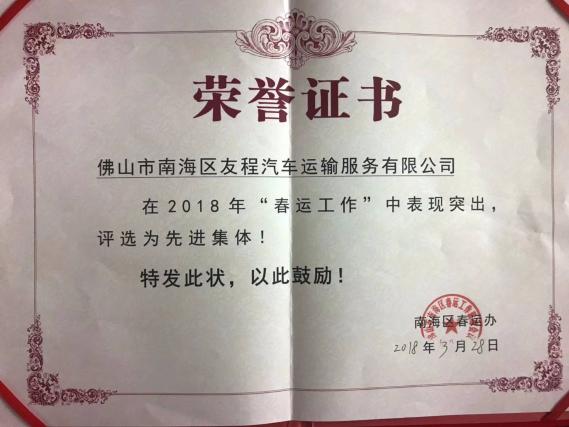 荣誉证书
佛山市南海区友程汽车运输服务有限公司
在2018年“春运工作”中表现突出，
评选为先进集体！
特发此状，以此鼓励！
南海区春运办
2018年3月28日